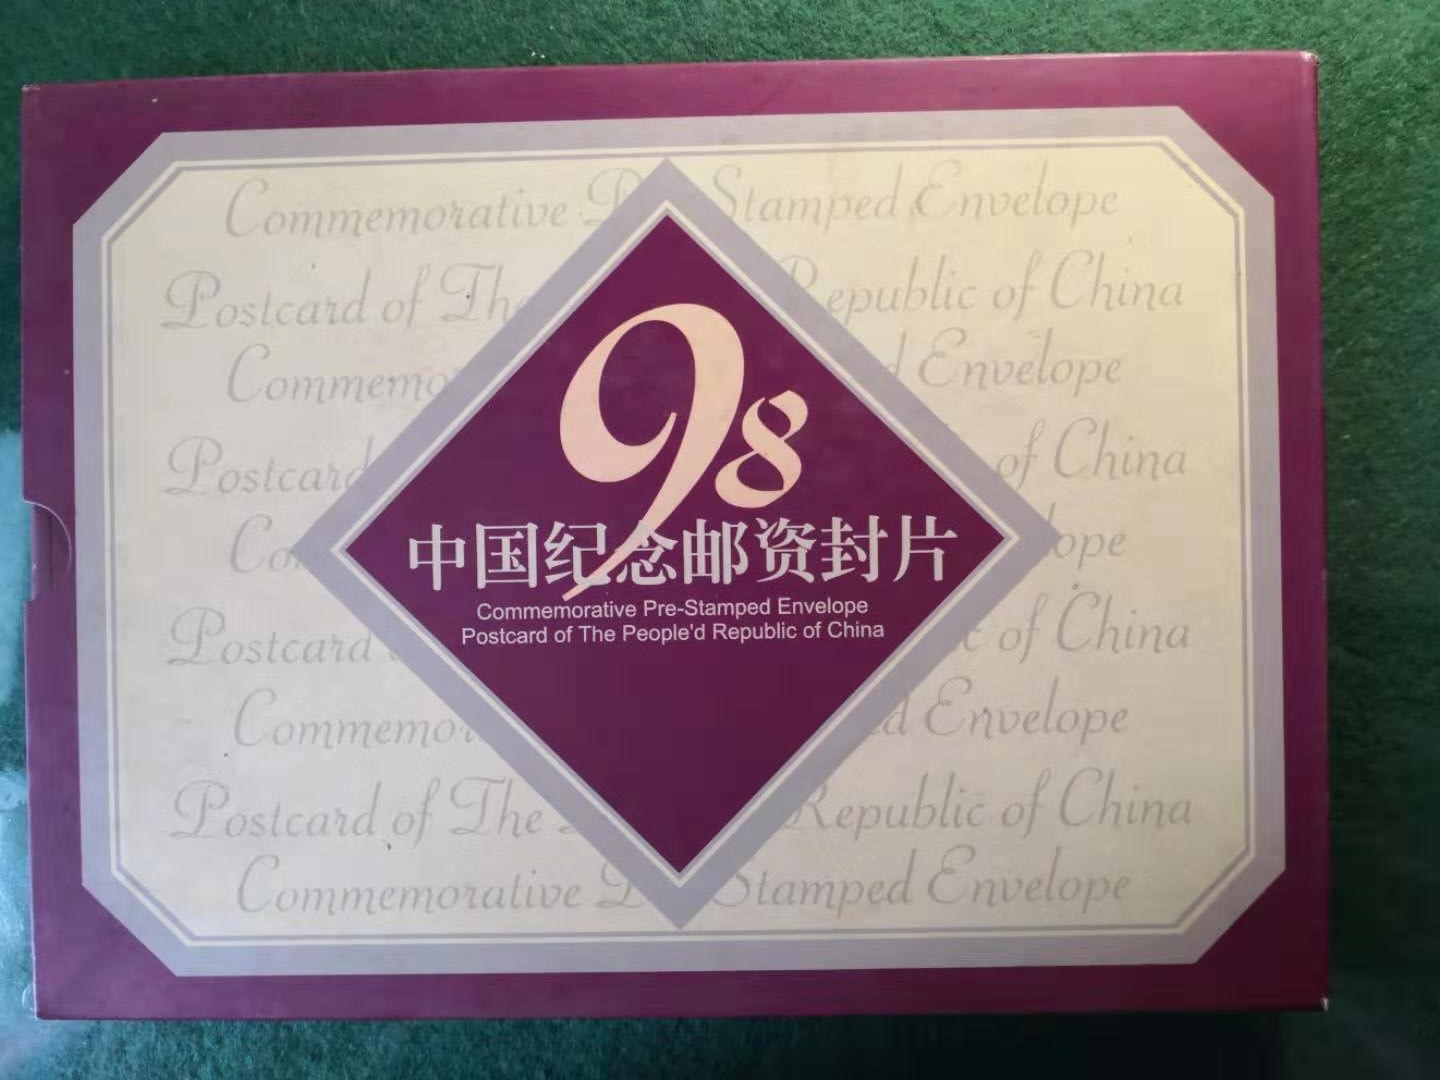 Commemorative P Stamped Envelope
Postcard of The Republic of China
Commemo d Envelope
Postcard of China
Co ope
Postcard of China
Commemo d Envelope
Postcard of The Republic of China
Commemorative P Stamped Envelope
98
中国纪念邮资封片
Commemorative Pre-Stamped Envelope
Postcard of The People'd Republic of China